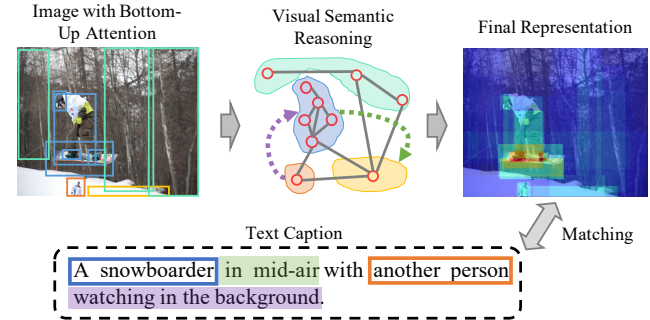 Image with Bottom-
Up Attention
Visual Semantic
Reasoning
Final Representation
Text Caption
Matching
A snowboarder in mid-air with another person
watching in the background.